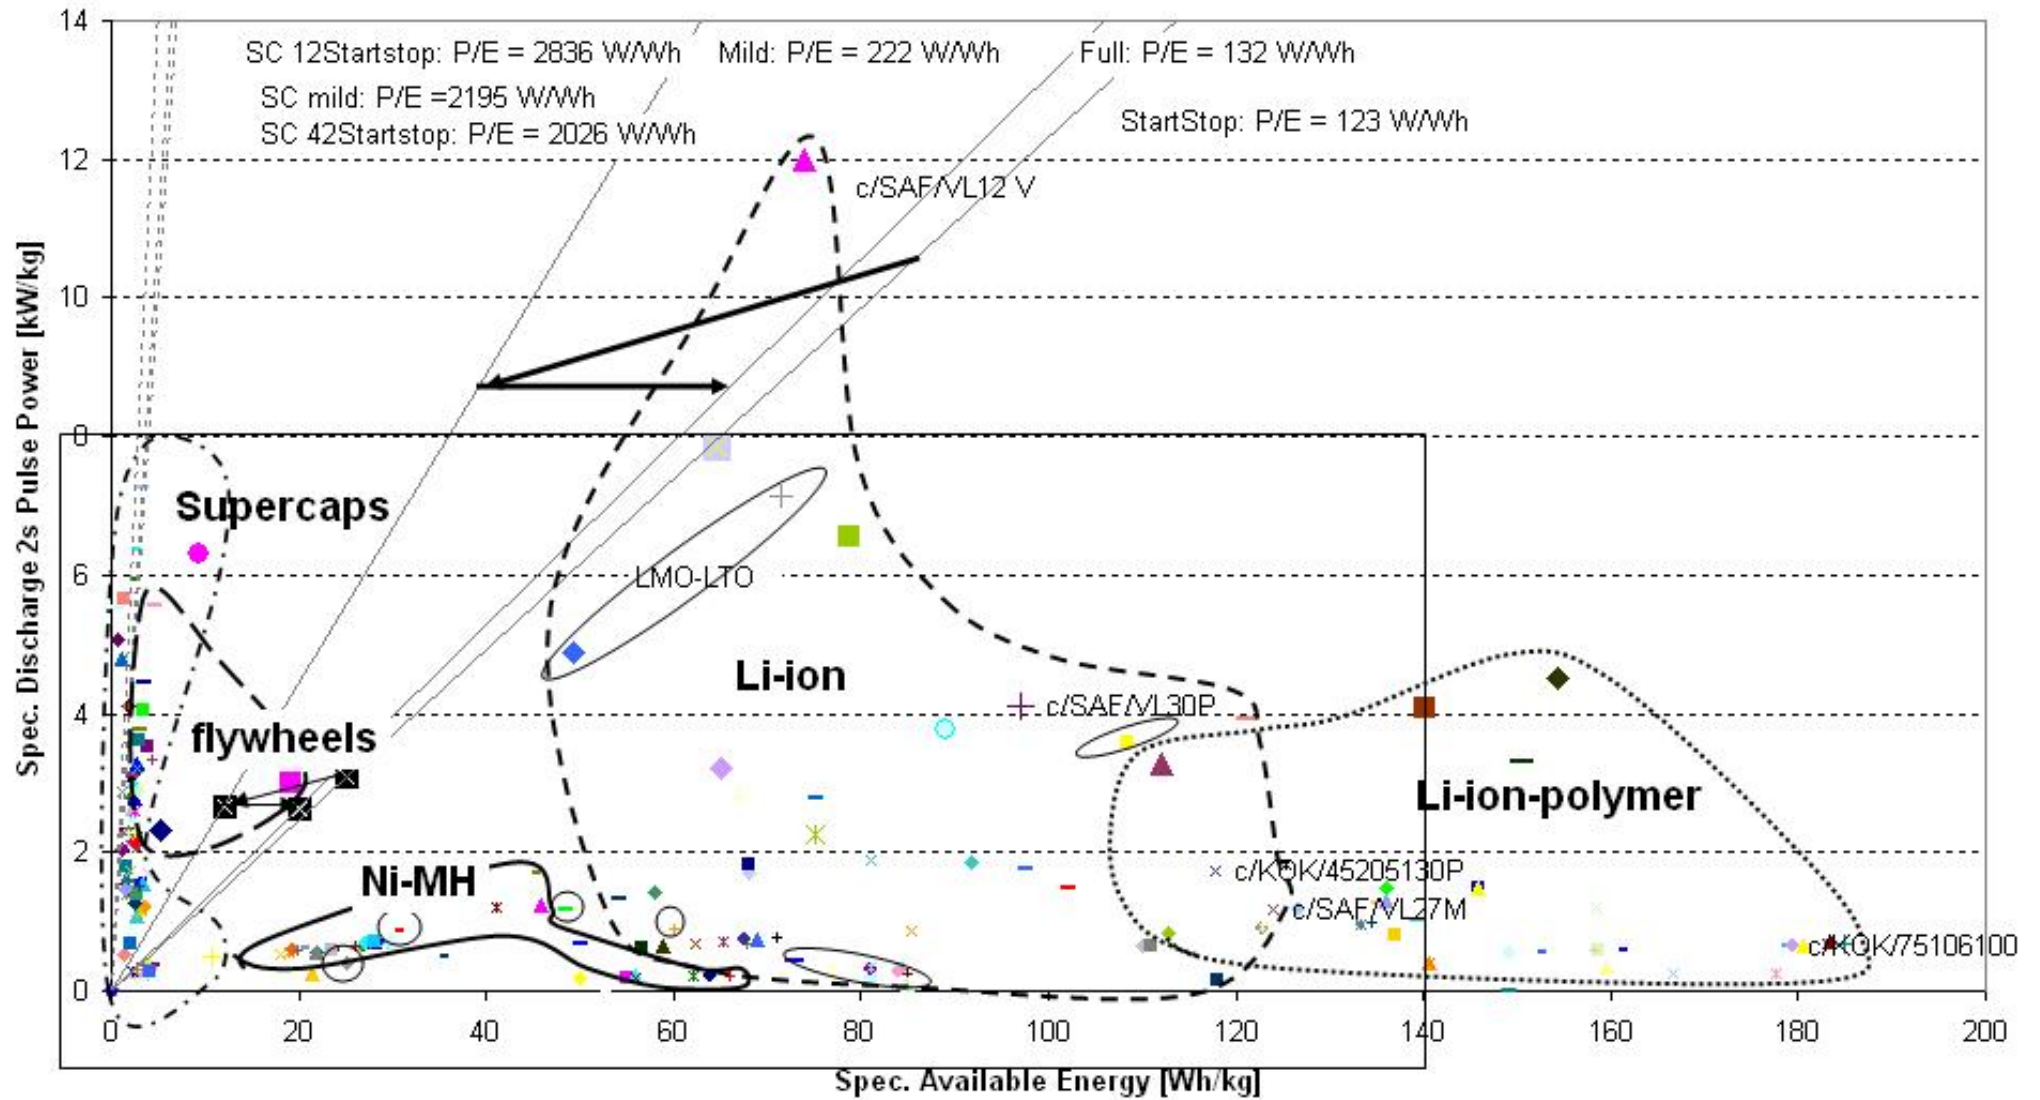 14
SC 12Startstop: P/E = 2836 W/Wh
Mild: P/E = 222 W/Wh
Full: P/E = 132 W/Wh
SC mild: P/E =2195 W/Wh
SC 42Startstop: P/E = 2026 W/Wh
StartStop: P/E = 123 W/Wh
12
c/SAF/VL12 V
10
8
Supercaps
6
LMO-LTO
Li-ion
4
c/SAF/VL30P
flywheels
Li-ion-polymer
2
Ni-MH
c/KOK/45205130P
c/SAF/VL27M
c/KOK/75106100
0
0 20 40 60 80 100 120 140 160 180 200
Spec. Available Energy [Wh/kg]
Spec. Discharge 2s Pulse Power [kW/kg]